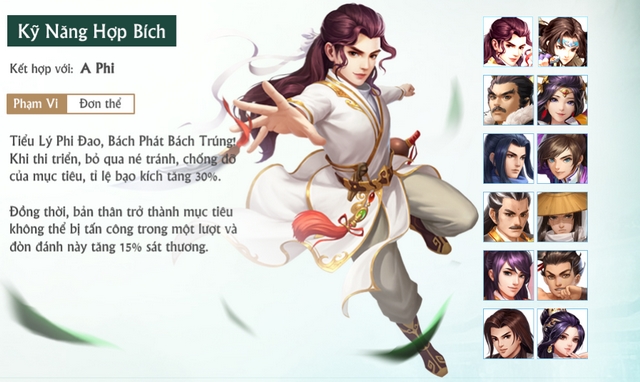 Kỹ Năng Hợp Bích
Kết hợp với: A Phi
Phạm Vi Đơn thể
Tiểu Lý Phi Đao, Bách Phát Bách Trúng!
Khi thi triển, bỏ qua né tránh, chống đỡ
của mục tiêu, tỉ lệ bạo kích tăng 30%.
Đồng thời, bản thân trở thành mục tiêu
không thể bị tấn công trong một lượt và
đòn đánh này tăng 15% sát thương.